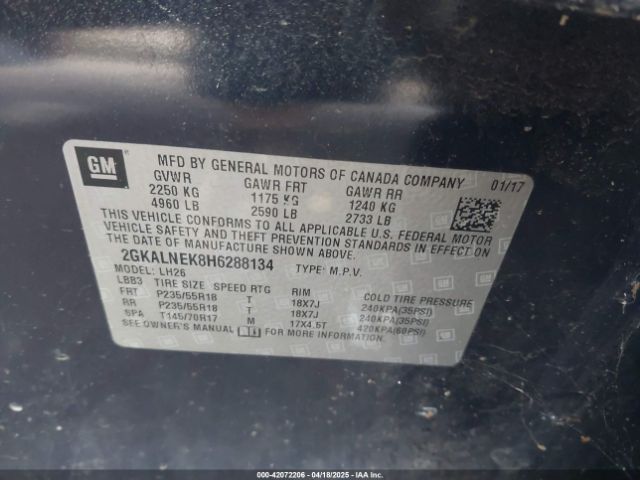 GM
MFD BY GENERAL MOTORS OF CANADA COMPANY 01/17
GVWR GAWR FRT GAWR RR
2250 KG 1175 KG 1240 KG
4960 LB 2590 LB 2733 LB
THIS VEHICLE CONFORMS TO ALL APPLICABLE U.S. FEDERAL MOTOR
VEHICLE SAFETY AND THEFT PREVENTION STANDARDS IN EFFECT ON
THE DATE OF MANUFACTURE SHOWN ABOVE.
2GKALNEK8H6288134 TYPE: M.P.V.
MODEL: LH26
LBB3 TIRE SIZE SPEED RTG RIM COLD TIRE PRESSURE
FRT P235/55R18 T 18X7J 240KPA(35PSI)
RR P235/55R18 T 18X7J 240KPA(35PSI)
SPA T145/70R17 M 17X4.5T 420KPA(60PSI)
SEE OWNER'S MANUAL FOR MORE INFORMATION
000-42072206 - 04/18/2025 - IAAI.COM